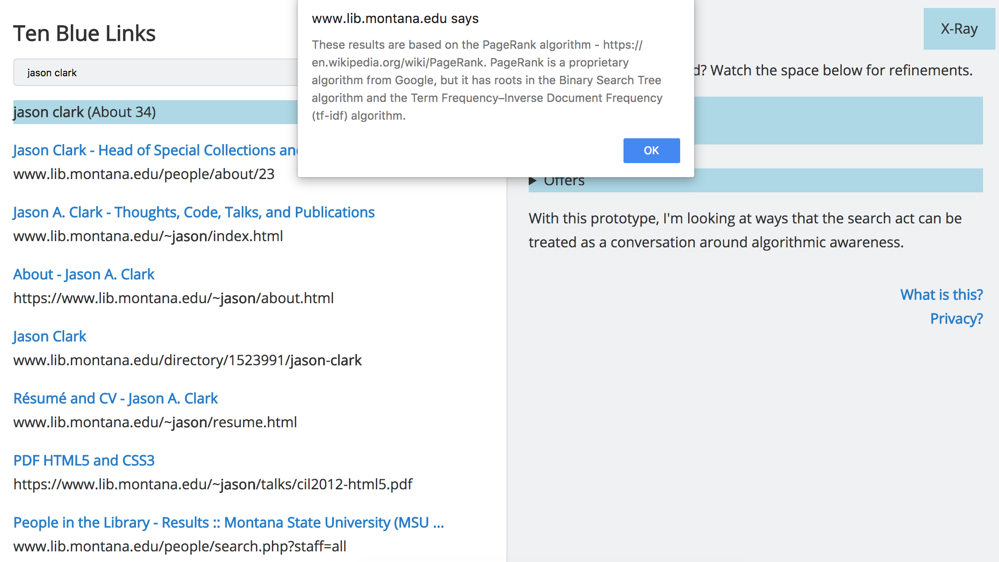 Ten Blue Links
jason clark
jason clark (About 34)
Jason Clark - Head of Special Collections
www.lib.montana.edu/people/about/23
Jason A. Clark - Thoughts, Code, Talks, and Publications
www.lib.montana.edu/~jason/index.html
About - Jason A. Clark
https://www.lib.montana.edu/~jason/about.html
Jason Clark
www.lib.montana.edu/directory/1523991/jason-clark
Résumé and CV - Jason A. Clark
www.lib.montana.edu/~jason/resume.html
PDF HTML5 and CSS3
https://www.lib.montana.edu/~jason/talks/cil2012-html5.pdf
People in the Library - Results :: Montana State University (MSU ...
www.lib.montana.edu/people/search.php?staff=all
www.lib.montana.edu says
These results are based on the PageRank algorithm - https://
en.wikipedia.org/wiki/PageRank. PageRank is a proprietary
algorithm from Google, but it has roots in the Binary Search Tree
algorithm and the Term Frequency–Inverse Document Frequency
(tf-idf) algorithm.
OK
X-Ray
Watch the space below for refinements.
Offers
With this prototype, I'm looking at ways that the search act can be
treated as a conversation around algorithmic awareness.
What is this?
Privacy?